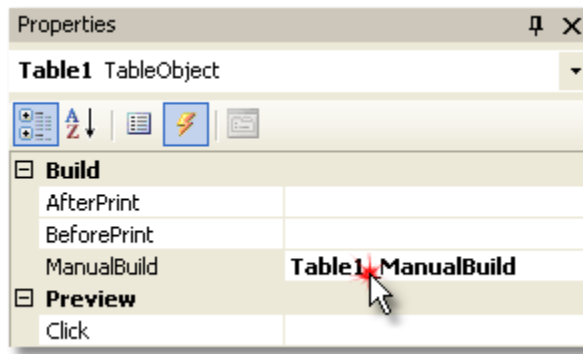 Properties
Table1 TableObject
A
Z
Build
AfterPrint
BeforePrint
ManualBuild Table1_ManualBuild
Preview
Click